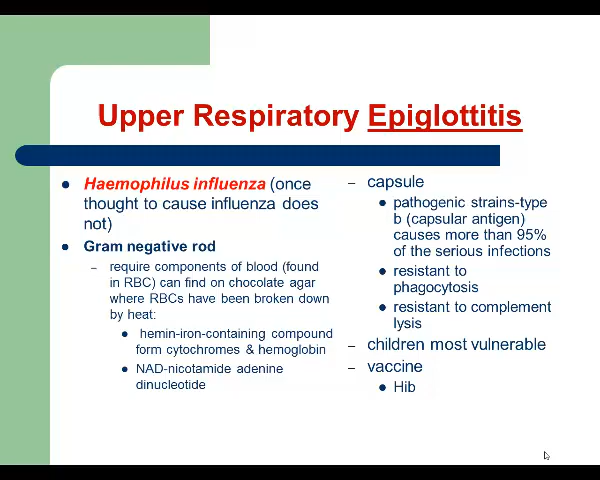 Upper Respiratory Epiglottitis
Haemophilus influenza (once
thought to cause influenza does
not)
Gram negative rod
– require components of blood (found
in RBC) can find on chocolate agar
where RBCs have been broken down
by heat:
hemin-iron-containing compound
form cytochromes & hemoglobin
NAD-nicotamide adenine
dinucleotide
– capsule
pathogenic strains-type
b (capsular antigen)
causes more than 95%
of the serious infections
resistant to
phagocytosis
resistant to complement
lysis
– children most vulnerable
– vaccine
Hib